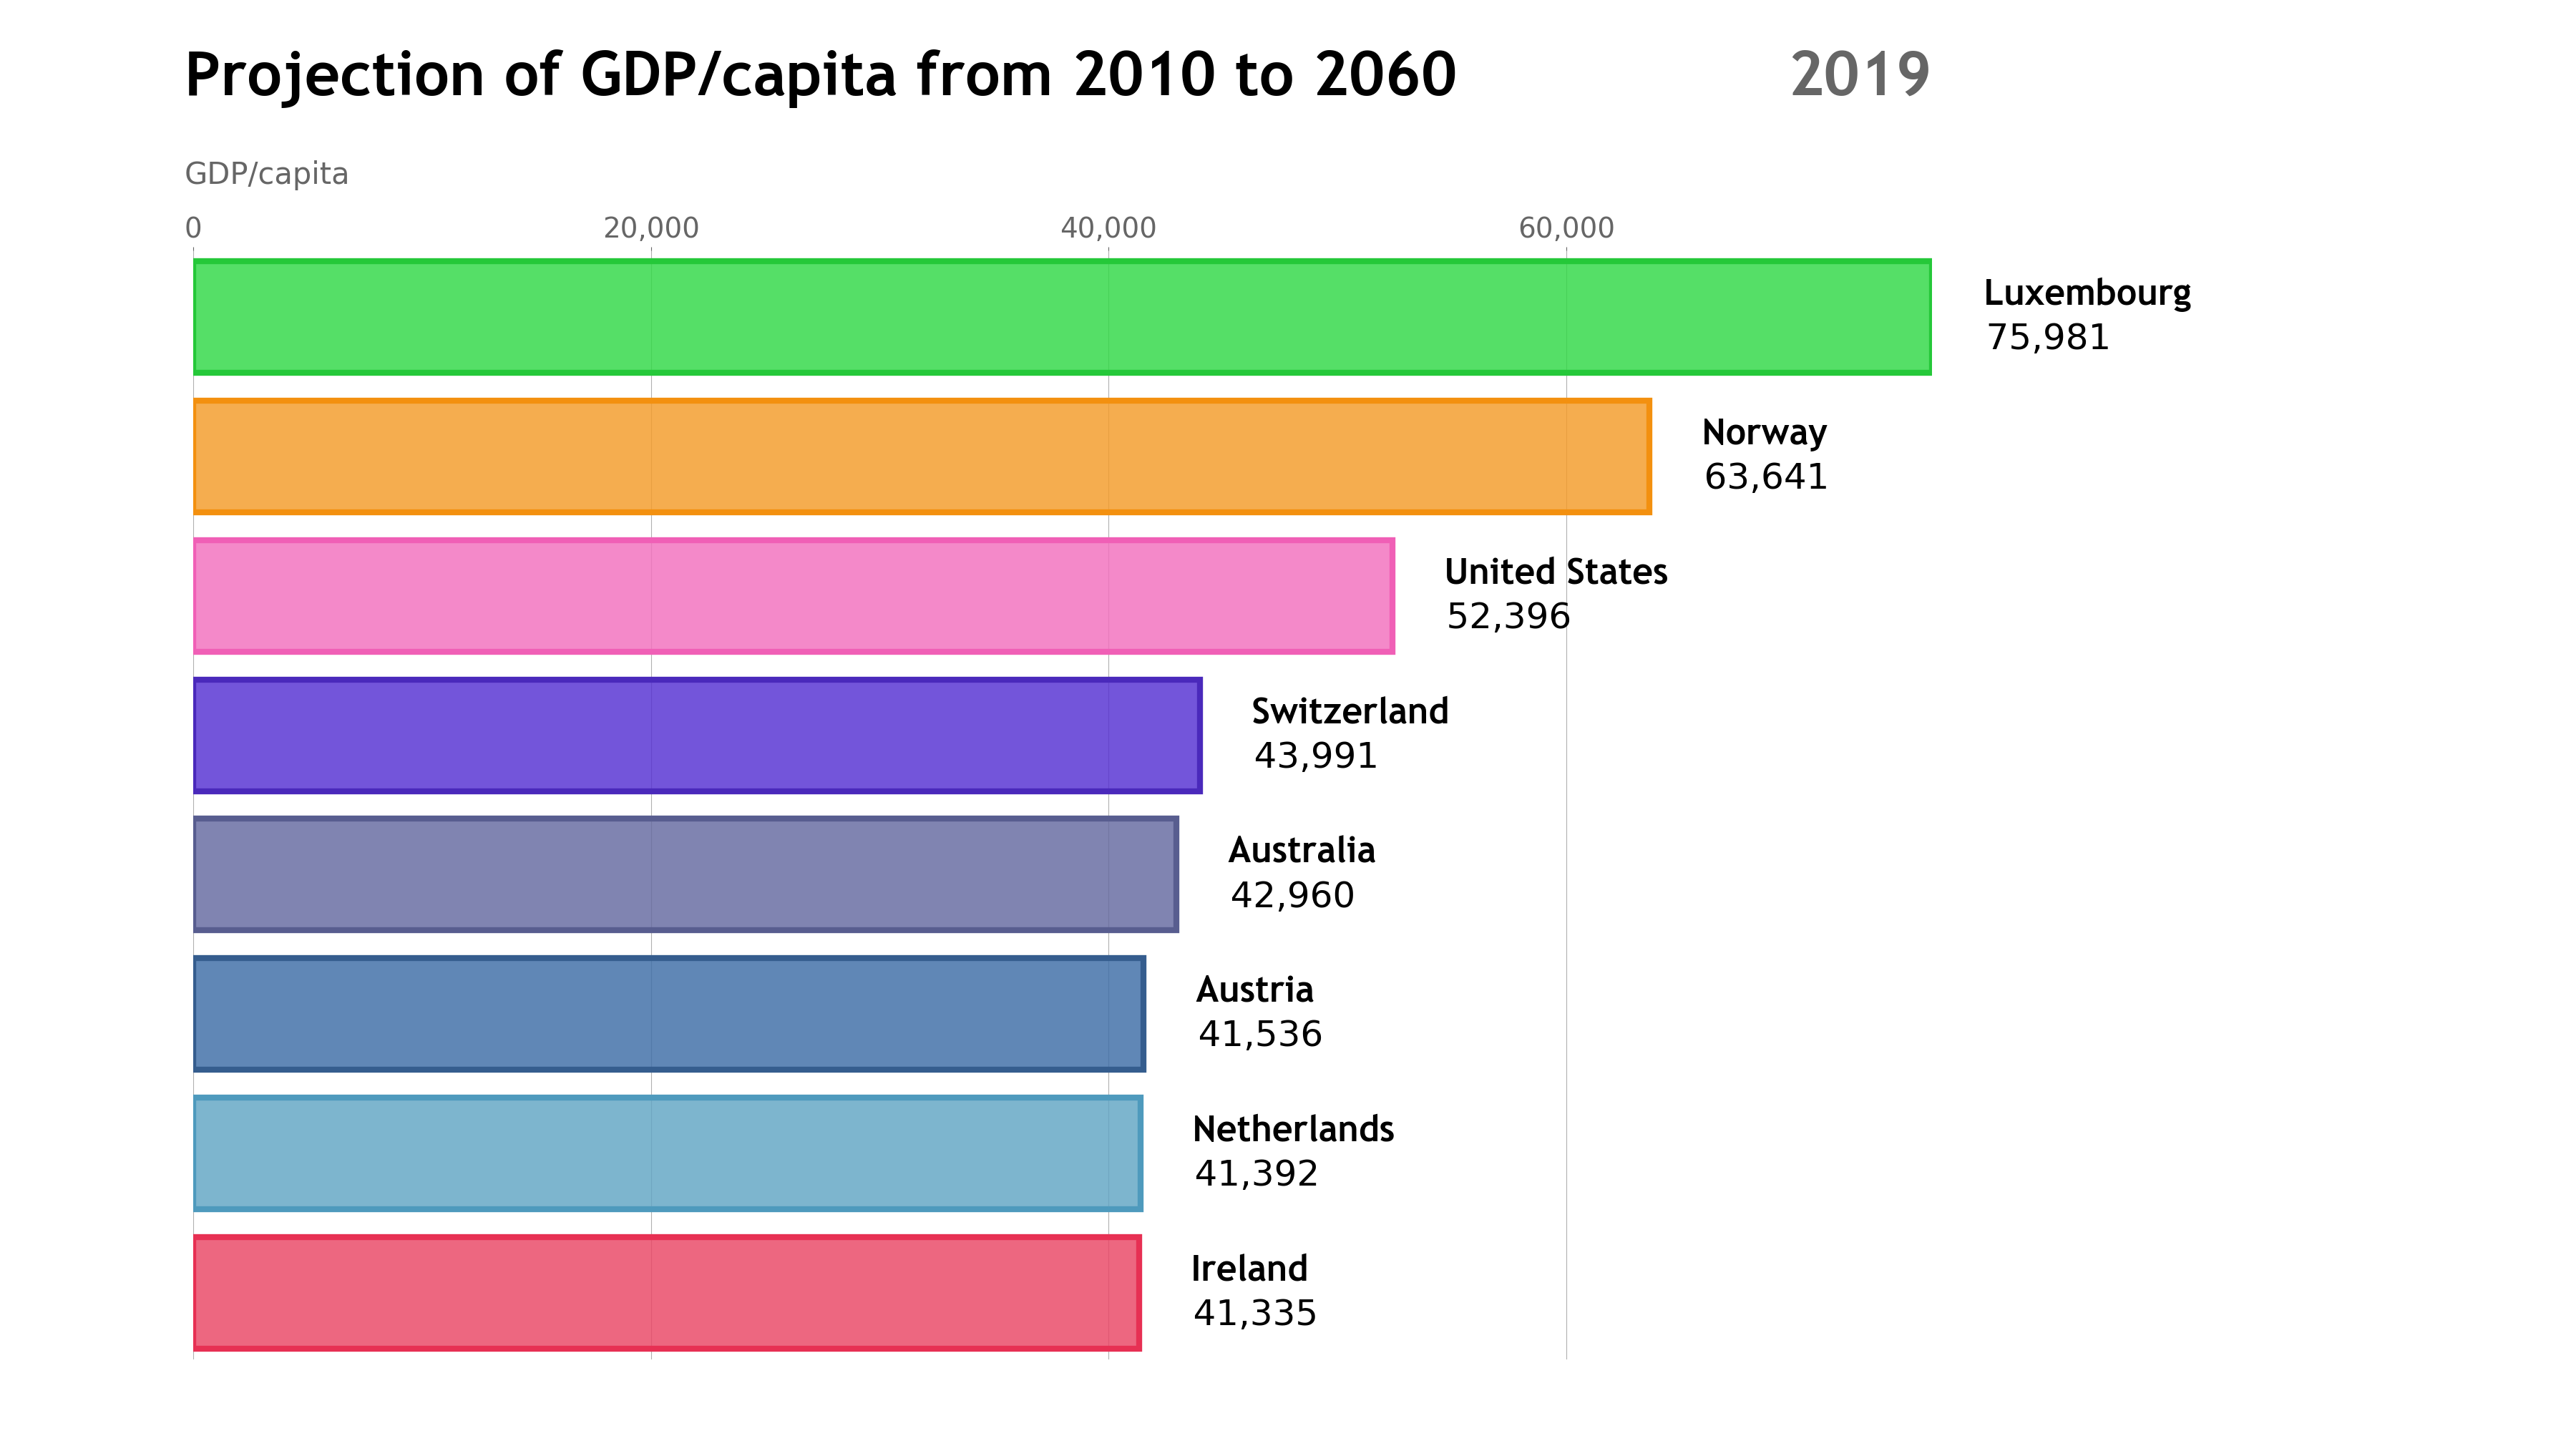 Projection of GDP/capita from 2010 to 2060 2019
GDP/capita
0 20,000 40,000 60,000
Luxembourg
75,981
Norway
63,641
United States
52,396
Switzerland
43,991
Australia
42,960
Austria
41,536
Netherlands
41,392
Ireland
41,335